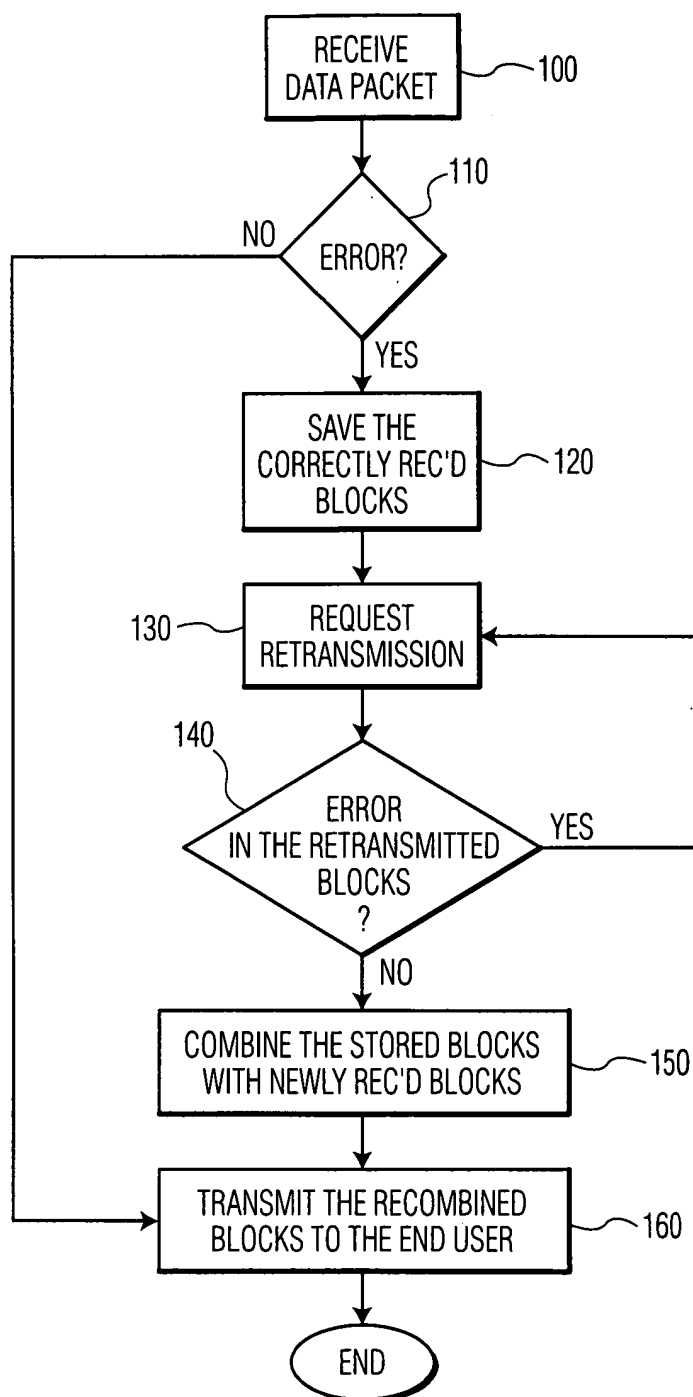 RECEIVE
DATA PACKET
100
110
NO
ERROR?
YES
SAVE THE
CORRECTLY REC'D
BLOCKS
120
130
REQUEST
RETRANSMISSION
140
ERROR
IN THE RETRANSMITTED
BLOCKS
?
YES
NO
COMBINE THE STORED BLOCKS
WITH NEWLY REC'D BLOCKS
150
TRANSMIT THE RECOMBINED
BLOCKS TO THE END USER
160
END